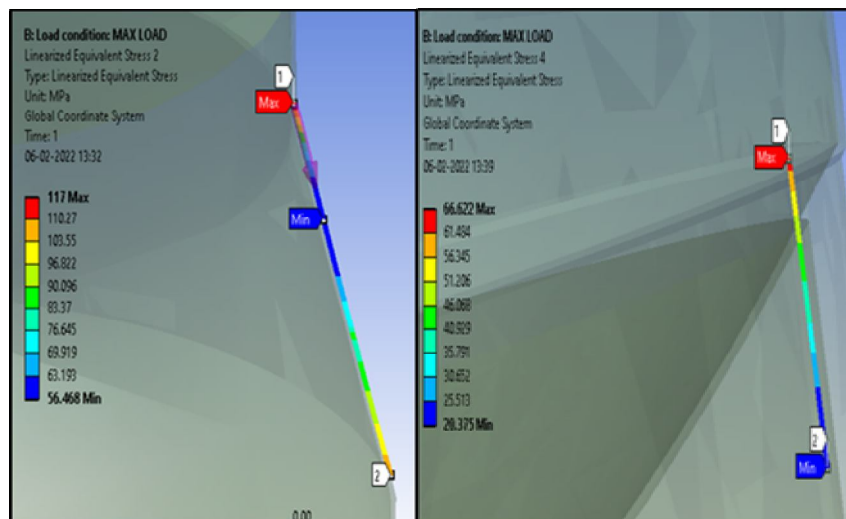 B: Load condition: MAX LOAD
Linearized Equivalent Stress 2
Type: Linearized Equivalent Stress
Unit: MPa
Global Coordinate System
Time: 1
06-02-2022 13:32
117 Max
110.27
103.55
96.822
90.096
83.37
76.645
69.919
63.193
56.468 Min
1
Max
Min
2
0.00
B: Load condition: MAX LOAD
Linearized Equivalent Stress 4
Type: Linearized Equivalent Stress
Unit: MPa
Global Coordinate System
Time: 1
06-02-2022 13:39
66.622 Max
61.484
56.345
51.206
46.068
40.929
35.791
30.652
25.513
20.375 Min
1
Max
2
Min